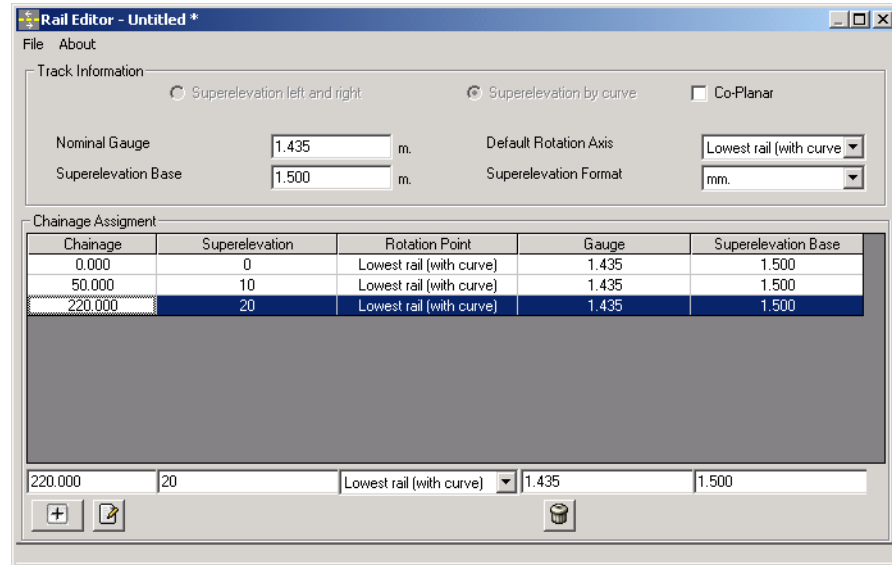 Rail Editor - Untitled *
File About
Track Information
Superelevation left and right Superelevation by curve Co-Planar
Nominal Gauge 1.435 m. Default Rotation Axis Lowest rail (with curve
Superelevation Base 1.500 m. Superelevation Format mm.
Chainage Assigment
Chainage Superelevation Rotation Point Gauge Superelevation Base
0.000 0 Lowest rail (with curve) 1.435 1.500
50.000 10 Lowest rail (with curve) 1.435 1.500
220.000 20 Lowest rail (with curve) 1.435 1.500
220.000 20 Lowest rail (with curve) 1.435 1.500